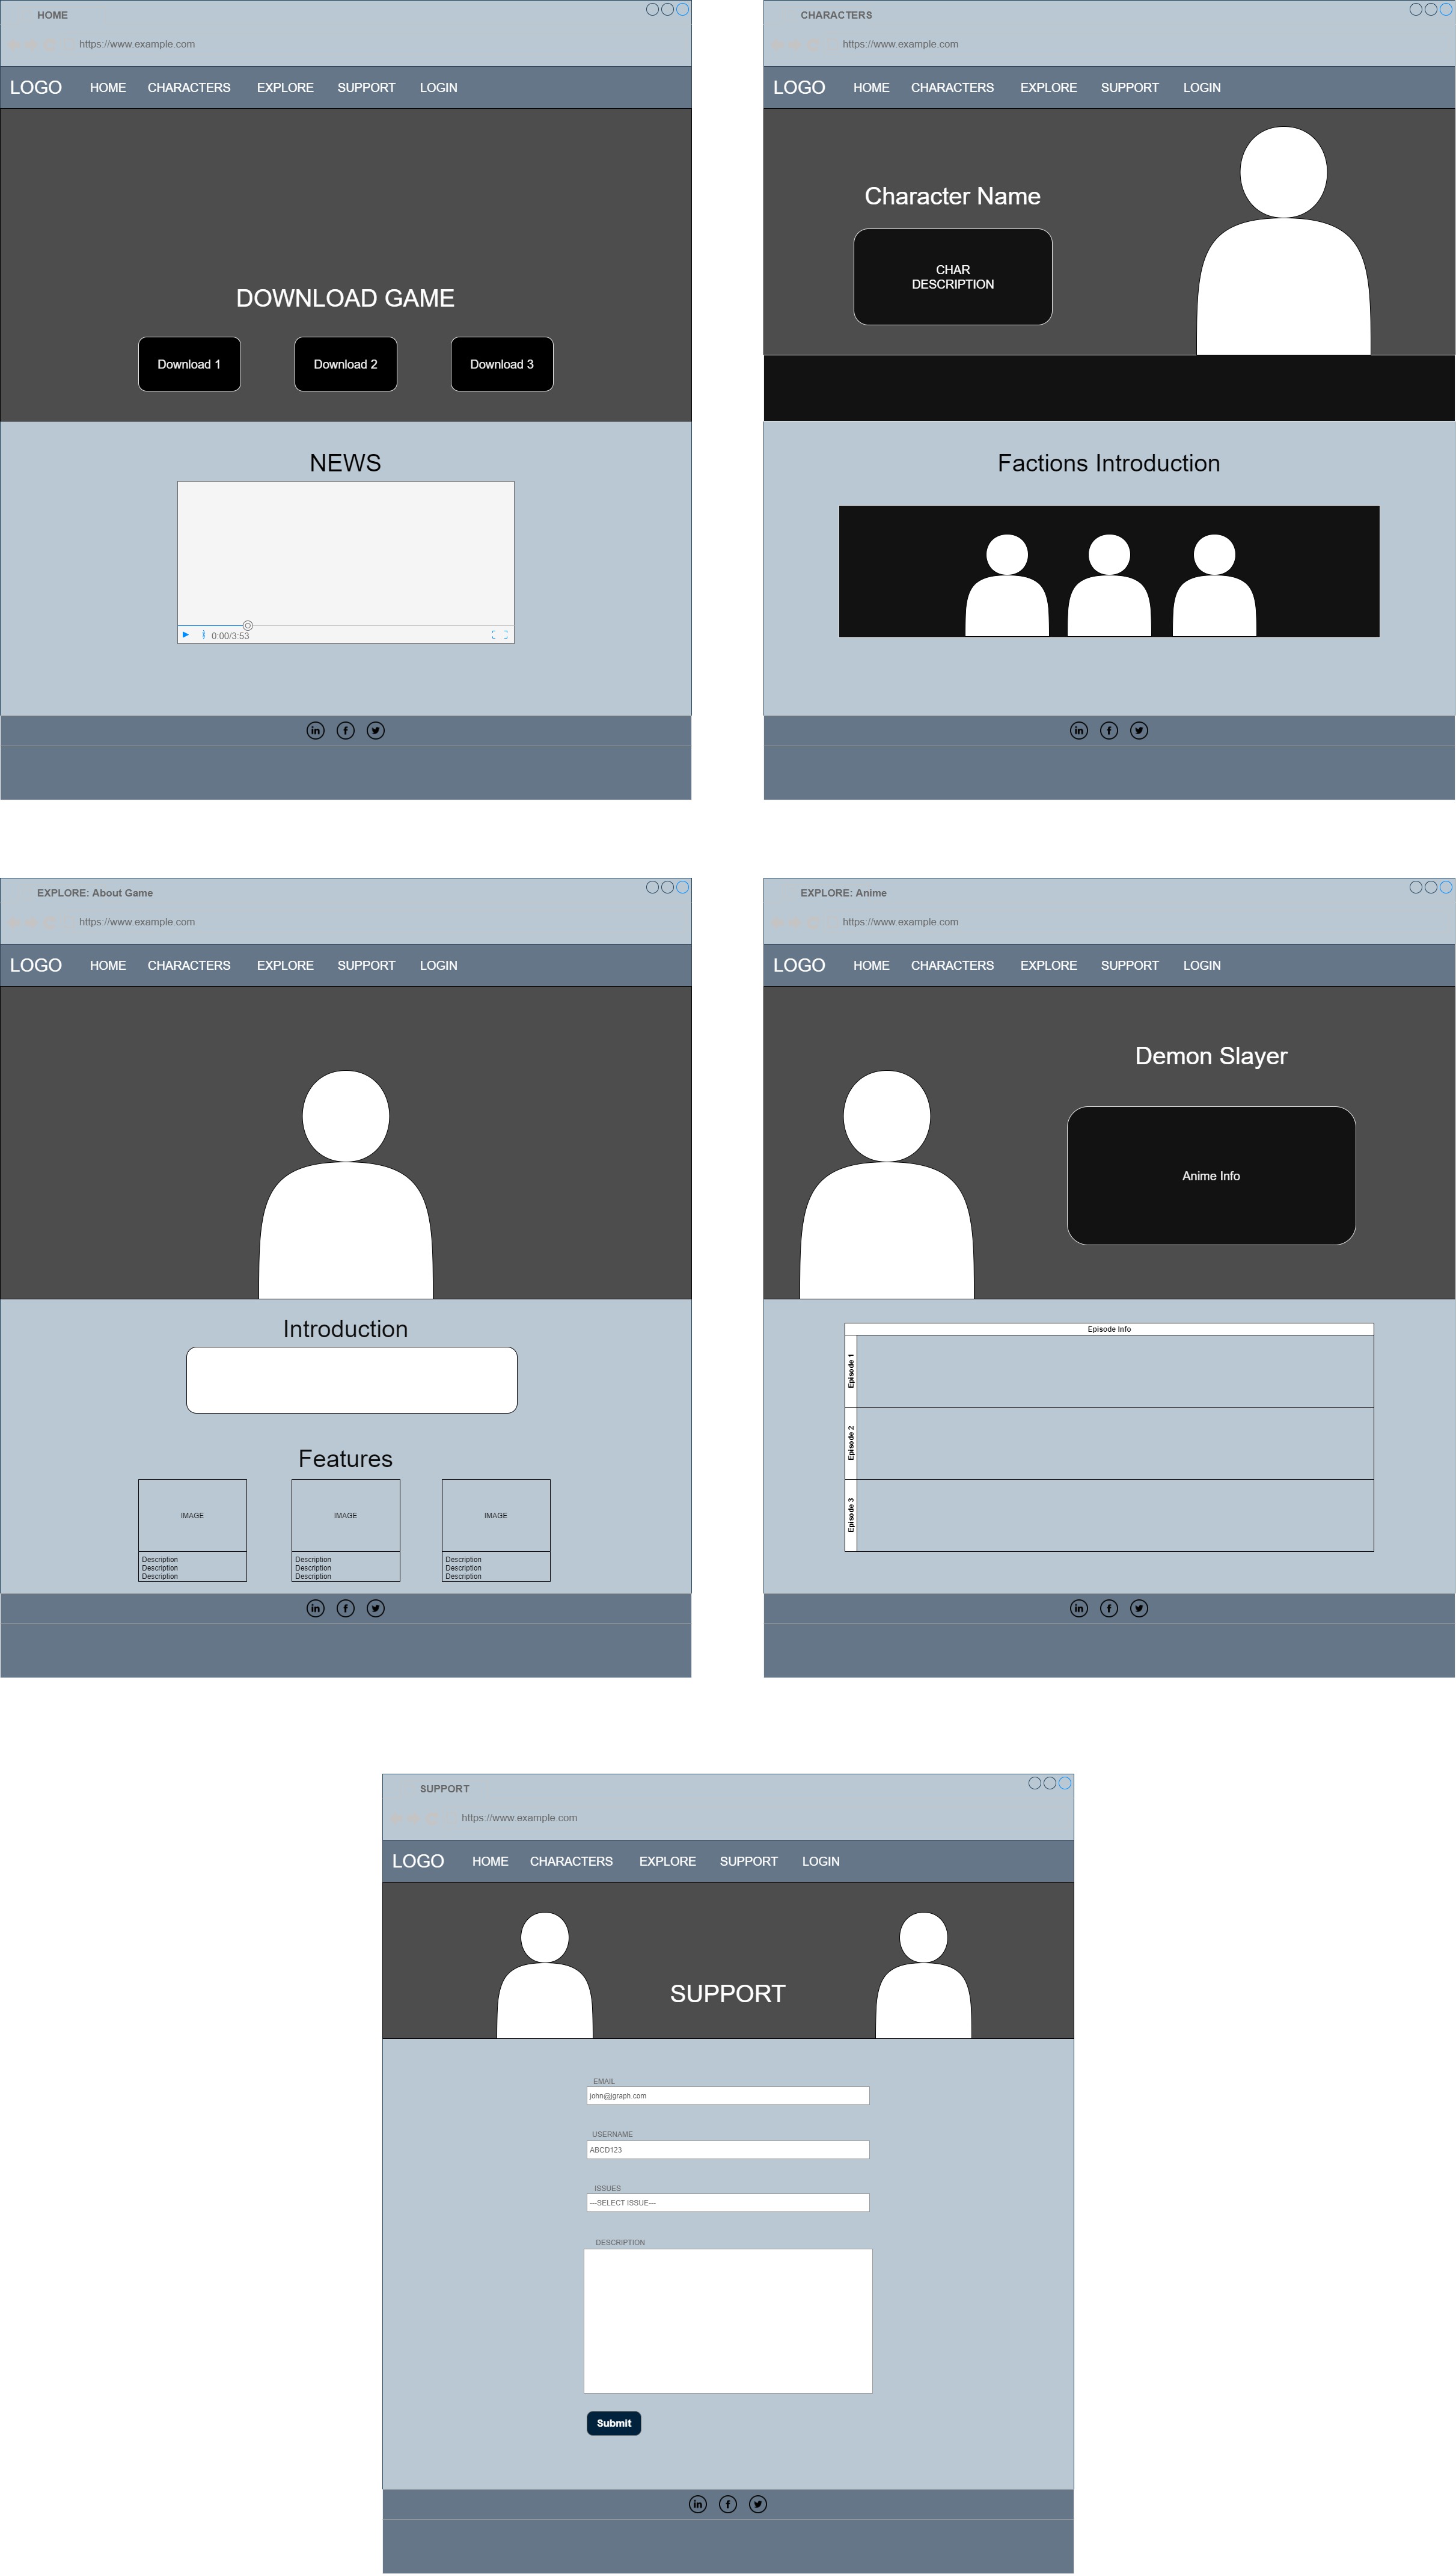 HOME
https://www.example.com
LOGO HOME CHARACTERS EXPLORE SUPPORT LOGIN
DOWNLOAD GAME
Download 1 Download 2 Download 3
NEWS
0:00/3:53
in f
CHARACTERS
https://www.example.com
LOGO HOME CHARACTERS EXPLORE SUPPORT LOGIN
Character Name
CHAR
DESCRIPTION
Factions Introduction
in f
EXPLORE: About Game
https://www.example.com
LOGO HOME CHARACTERS EXPLORE SUPPORT LOGIN
Introduction
Features
IMAGE IMAGE IMAGE
Description Description Description
Description Description Description
Description Description Description
in f
EXPLORE: Anime
https://www.example.com
LOGO HOME CHARACTERS EXPLORE SUPPORT LOGIN
Demon Slayer
Anime Info
Episode Info
Episode 1
Episode 2
Episode 3
in f
SUPPORT
https://www.example.com
LOGO HOME CHARACTERS EXPLORE SUPPORT LOGIN
SUPPORT
EMAIL
john@jgraph.com
USERNAME
ABCD123
ISSUES
---SELECT ISSUE---
DESCRIPTION
Submit
in f